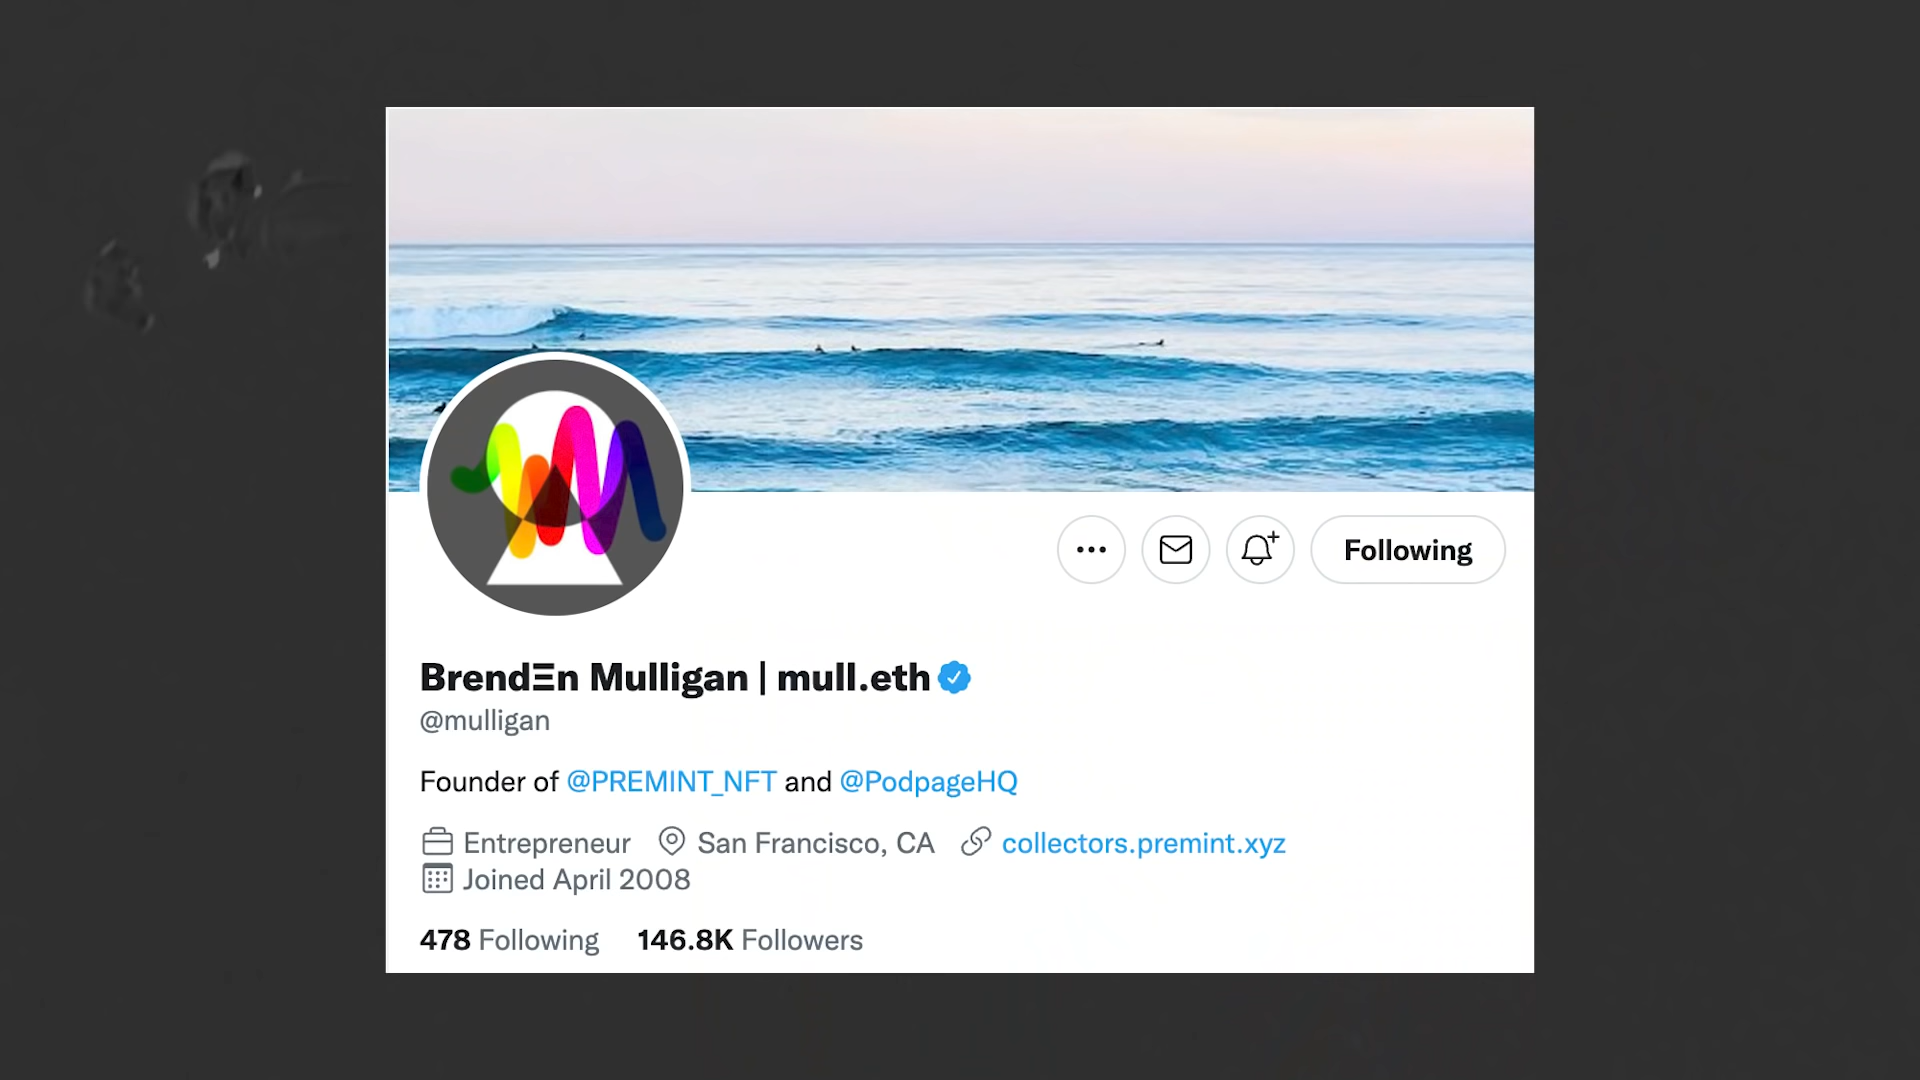 Following
BrendΞn Mulligan | mull.eth
@mulligan
Founder of @PREMINT_NFT and @PodpageHQ
Entrepreneur San Francisco, CA collectors.premint.xyz
Joined April 2008
478 Following 146.8K Followers